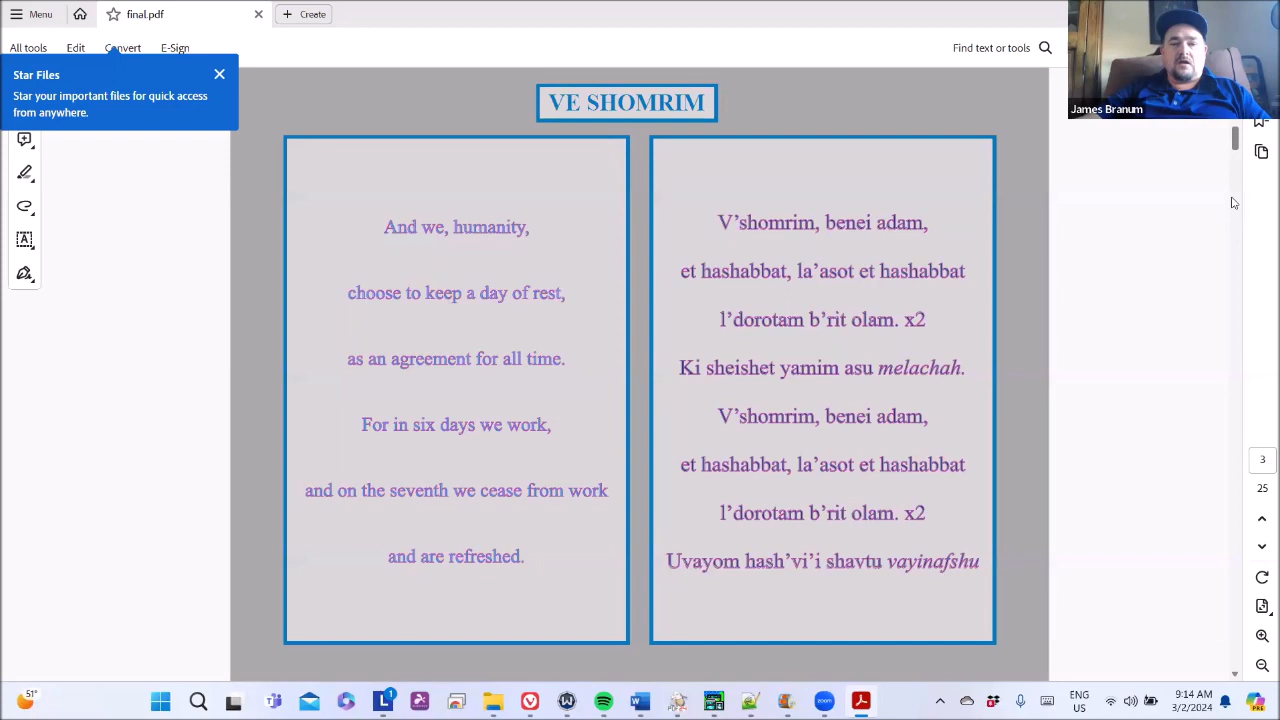 Menu
final.pdf
Create
All tools Edit Convert E-Sign
Find text or tools
Star Files
Star your important files for quick access
from anywhere.
James Branum
VE SHOMRIM
And we, humanity,
choose to keep a day of rest,
as an agreement for all time.
For in six days we work,
and on the seventh we cease from work
and are refreshed.
V’shomrim, benei adam,
et hashabbat, la’asot et hashabbat
l’dorotam b’rit olam. x2
Ki sheishet yamim asu melachah.
V’shomrim, benei adam,
et hashabbat, la’asot et hashabbat
l’dorotam b’rit olam. x2
Uvayom hash’vi’i shavtu vayinafshu
3
25
51°
1
ENG
US
9:14 AM
3/2/2024